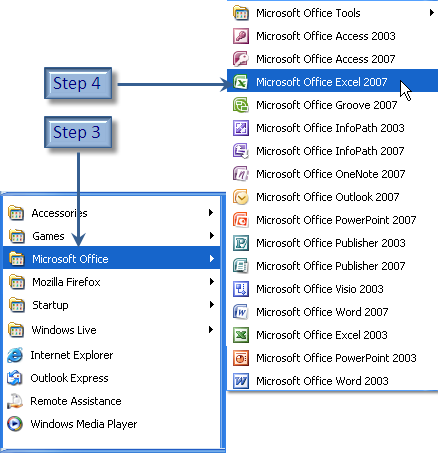 Microsoft Office Tools
Microsoft Office Access 2003
Microsoft Office Access 2007
Step 4
Microsoft Office Excel 2007
Microsoft Office Groove 2007
Step 3
Microsoft Office InfoPath 2003
Microsoft Office InfoPath 2007
Microsoft Office OneNote 2007
Microsoft Office Outlook 2007
Microsoft Office PowerPoint 2007
Microsoft Office Publisher 2003
Microsoft Office Publisher 2007
Microsoft Office Visio 2003
Microsoft Office Word 2007
Microsoft Office Excel 2003
Microsoft Office PowerPoint 2003
Microsoft Office Word 2003
Accessories
Games
Microsoft Office
Mozilla Firefox
Startup
Windows Live
Internet Explorer
Outlook Express
Remote Assistance
Windows Media Player